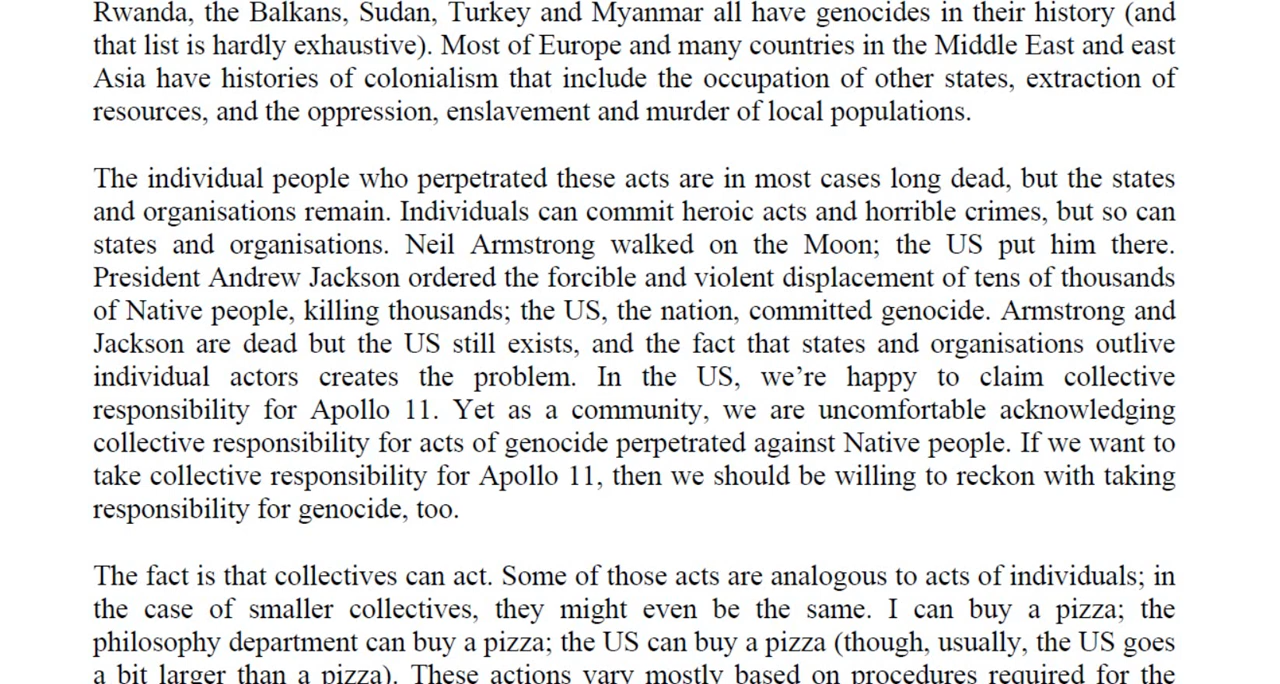 Rwanda, the Balkans, Sudan, Turkey and Myanmar all have genocides in their history (and
that list is hardly exhaustive). Most of Europe and many countries in the Middle East and east
Asia have histories of colonialism that include the occupation of other states, extraction of
resources, and the oppression, enslavement and murder of local populations.
The individual people who perpetrated these acts are in most cases long dead, but the states
and organisations remain. Individuals can commit heroic acts and horrible crimes, but so can
states and organisations. Neil Armstrong walked on the Moon; the US put him there.
President Andrew Jackson ordered the forcible and violent displacement of tens of thousands
of Native people, killing thousands; the US, the nation, committed genocide. Armstrong and
Jackson are dead but the US still exists, and the fact that states and organisations outlive
individual actors creates the problem. In the US, we’re happy to claim collective
responsibility for Apollo 11. Yet as a community, we are uncomfortable acknowledging
collective responsibility for acts of genocide perpetrated against Native people. If we want to
take collective responsibility for Apollo 11, then we should be willing to reckon with taking
responsibility for genocide, too.
The fact is that collectives can act. Some of those acts are analogous to acts of individuals; in
the case of smaller collectives, they might even be the same. I can buy a pizza; the
philosophy department can buy a pizza; the US can buy a pizza (though, usually, the US goes
a bit larger than a pizza). These actions vary mostly based on procedures required for the